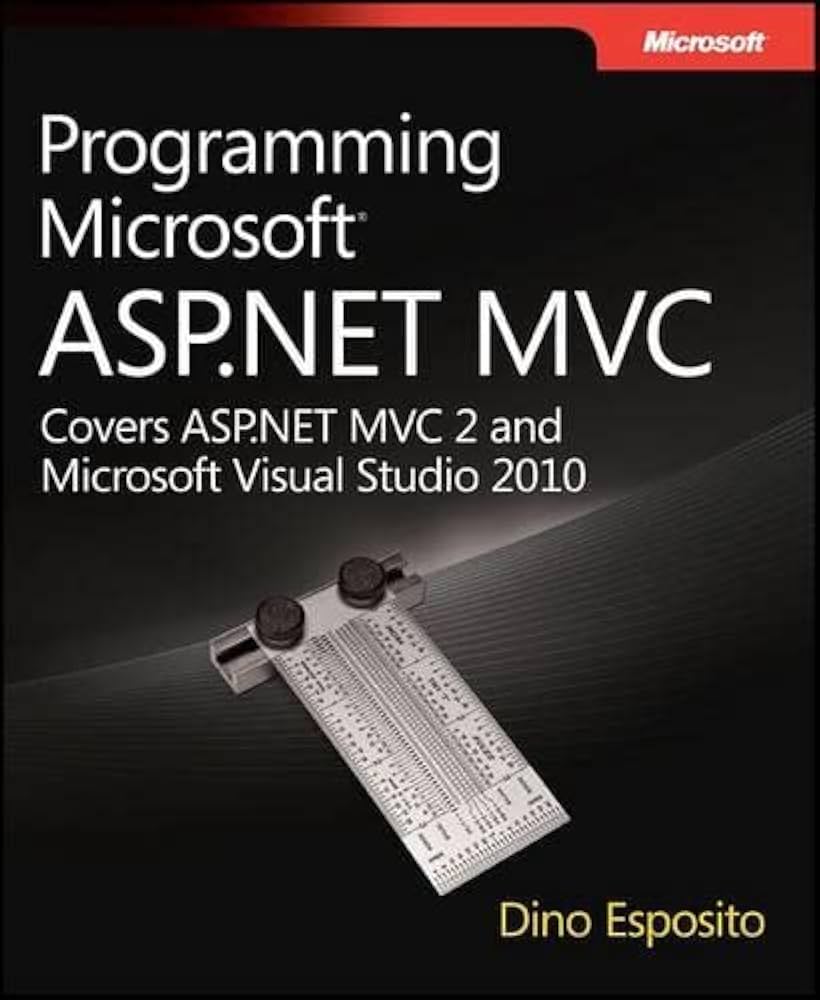 Microsoft
Programming
Microsoft®
ASP.NET MVC
Covers ASP.NET MVC 2 and
Microsoft Visual Studio 2010
Dino Esposito